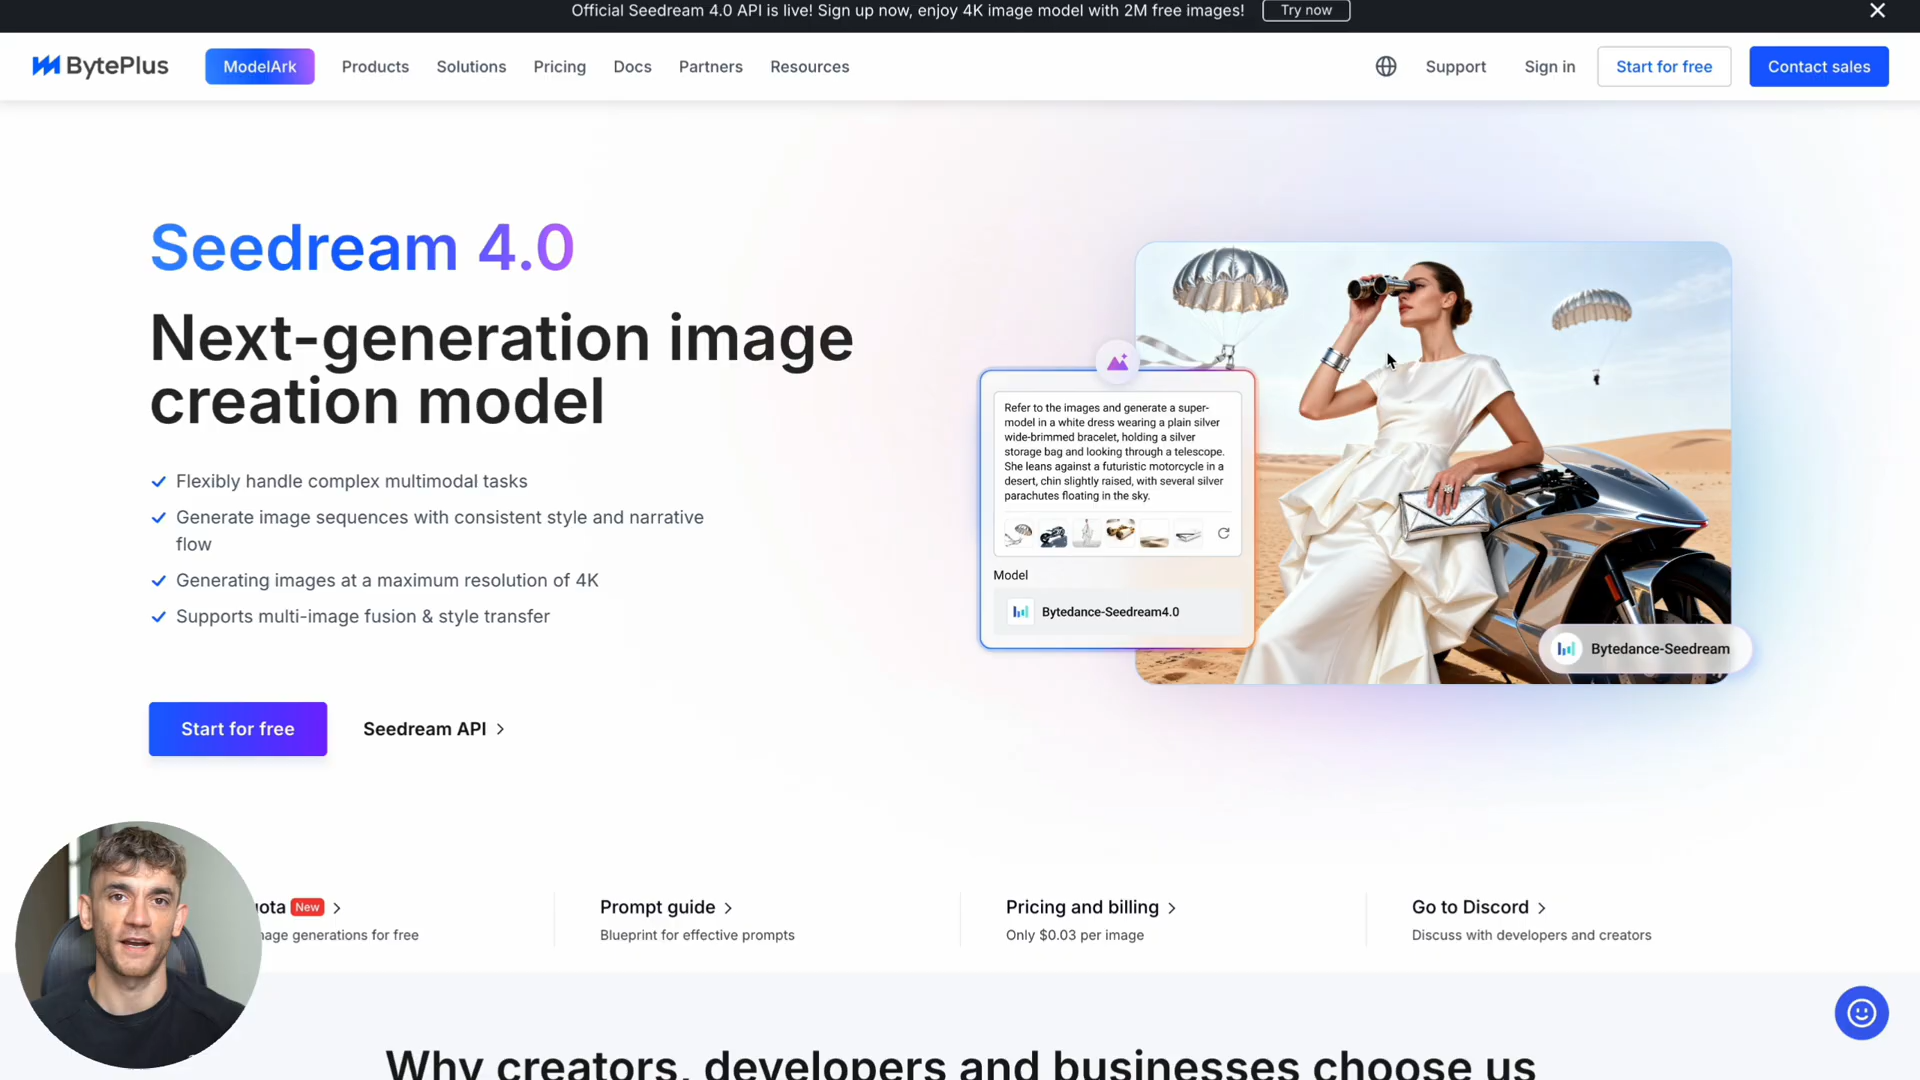 Official Seedream 4.0 API is live! Sign up now, enjoy 4K image model with 2M free images!
Try now
BytePlus
ModelArk
Products
Solutions
Pricing
Docs
Partners
Resources
Support
Sign in
Start for free
Contact sales
Seedream 4.0
Next-generation image
creation model
Flexibly handle complex multimodal tasks
Generate image sequences with consistent style and narrative
flow
Generating images at a maximum resolution of 4K
Supports multi-image fusion & style transfer
Start for free
Seedream API
Refer to the images and generate a super-
model in a white dress wearing a plain silver
wide-brimmed bracelet, holding a silver
storage bag and looking through a telescope.
She leans against a futuristic motorcycle in a
desert, chin slightly raised, with several silver
parachutes floating in the sky.
Model
Bytedance-Seedream4.0
Bytedance-Seedream
New
generations for free
Prompt guide
Blueprint for effective prompts
Pricing and billing
Only $0.03 per image
Go to Discord
Discuss with developers and creators
Why creators, developers and businesses choose us